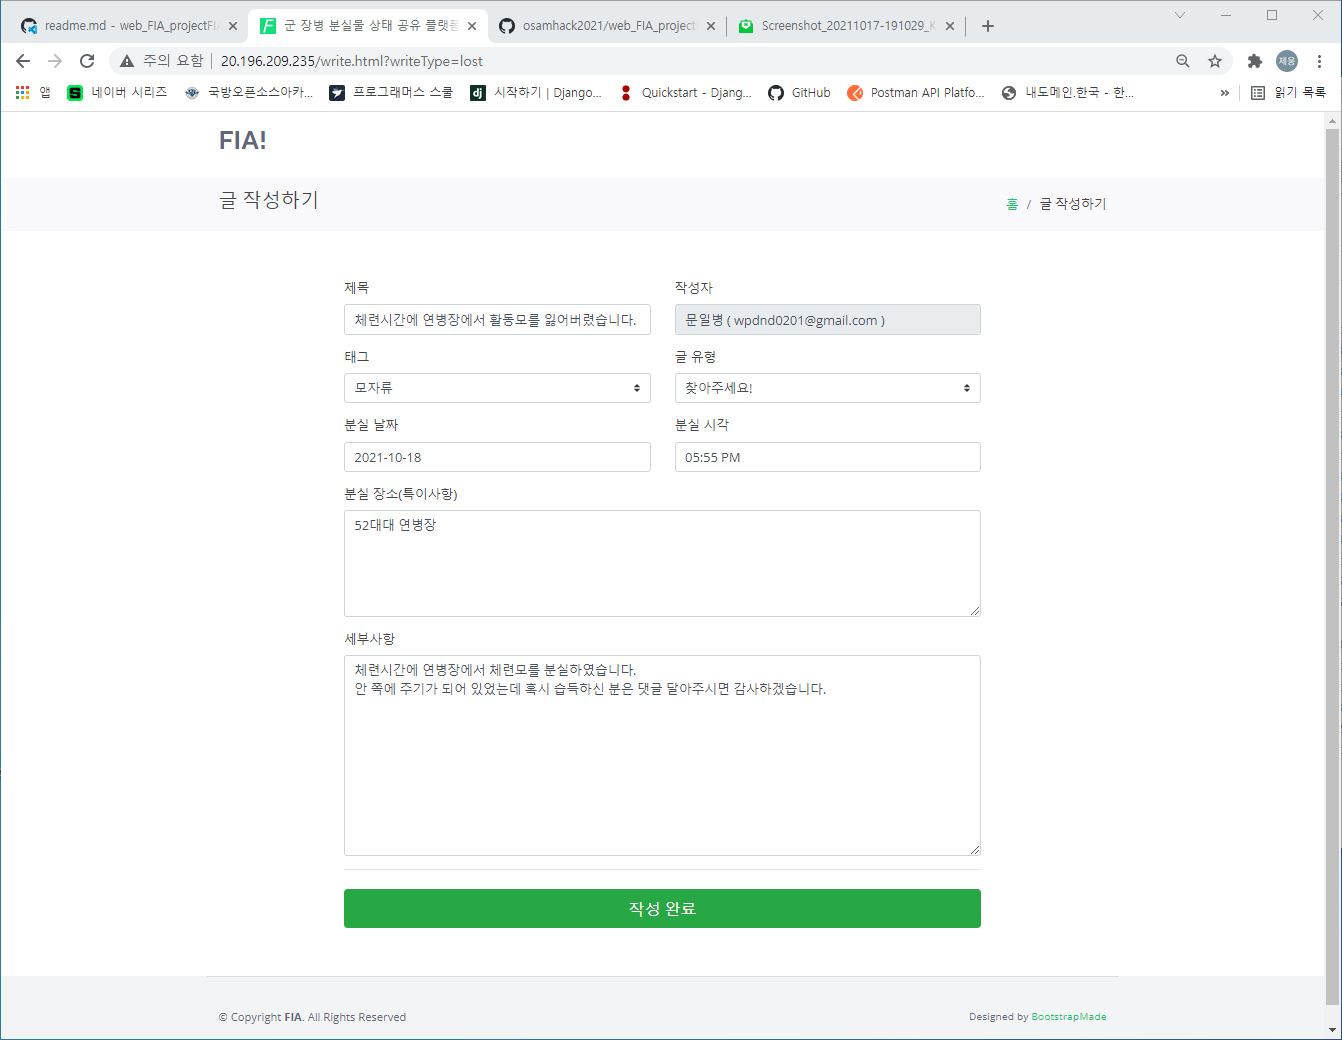 readme.md - web_FIA_projectFIA
군 장병 분실물 상태 공유 플랫폼
osamhack2021/web_FIA_project
Screenshot_20211017-191029_K
주의 요함 | 20.196.209.235/write.html?writeType=lost
제웅
앱
네이버 시리즈
국방오픈소스아카...
프로그래머스 스쿨
시작하기 | Django...
Quickstart - Djang...
GitHub
Postman API Platfo...
내도메인.한국 - 한...
»
읽기 목록
FIA!
글 작성하기
홈 / 글 작성하기
제목
작성자
체련시간에 연병장에서 활동모를 잃어버렸습니다.
문일병 ( wpdnd0201@gmail.com )
태그
글 유형
모자류
찾아주세요!
분실 날짜
분실 시각
2021-10-18
05:55 PM
분실 장소(특이사항)
52대대 연병장
세부사항
체련시간에 연병장에서 체련모를 분실하였습니다.
안 쪽에 주기가 되어 있었는데 혹시 습득하신 분은 댓글 달아주시면 감사하겠습니다.
작성 완료
© Copyright FIA. All Rights Reserved
Designed by BootstrapMade